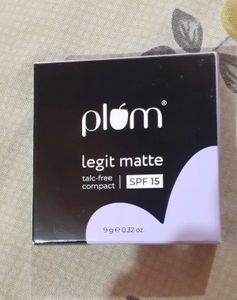 plum®
legit matte
talc-free
compact | SPF 15
9 g ℮ 0.32 oz.